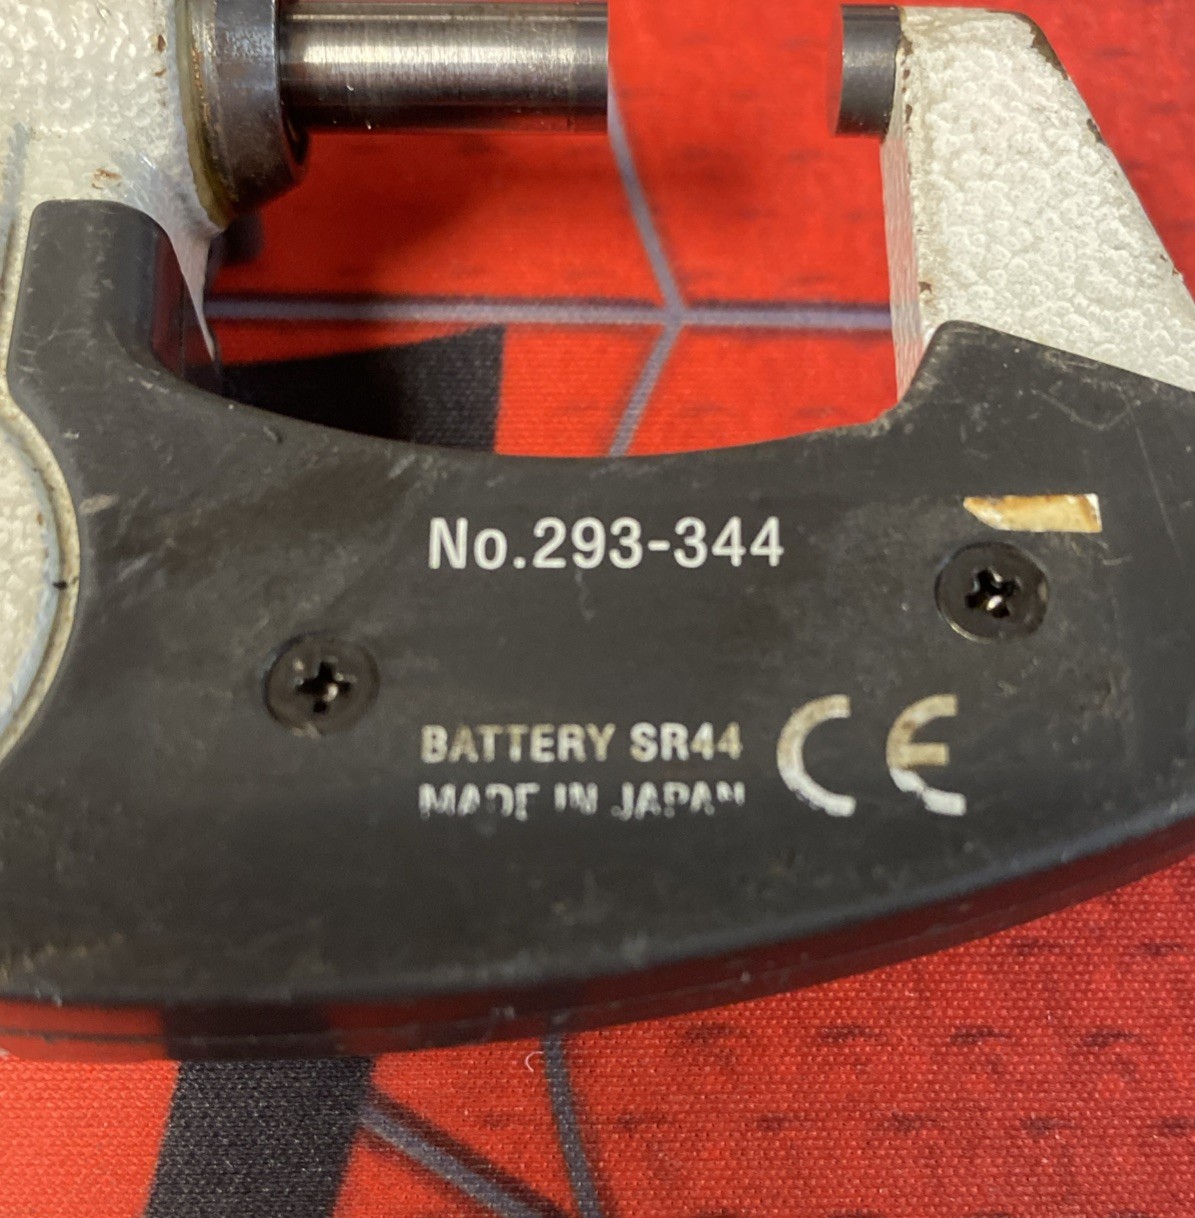 No.293-344
BATTERY SR44
MADE IN JAPAN
CE